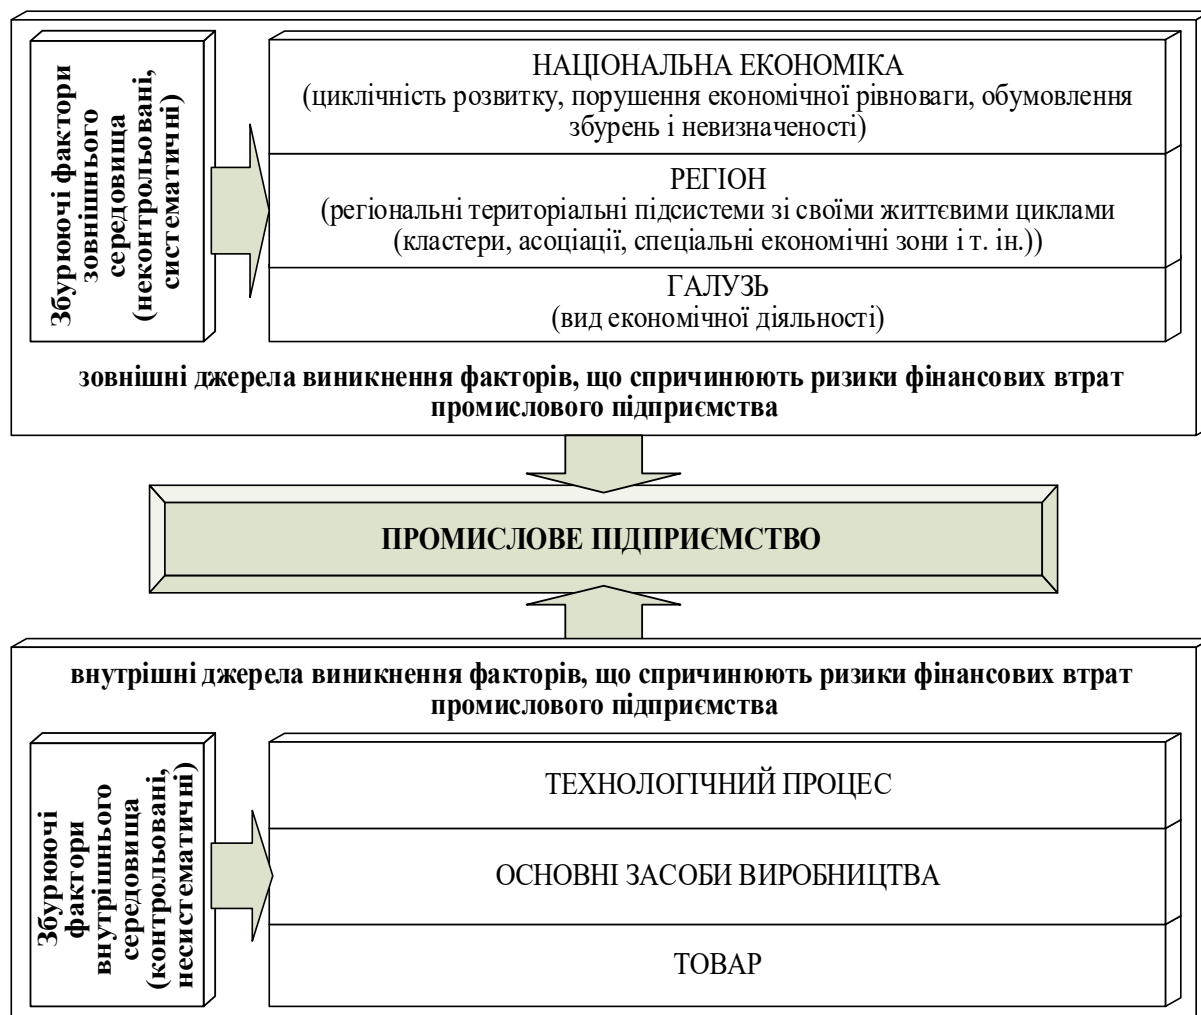 Збурюючі фактори
зовнішнього
середовища
(неконтрольовані,
систематичні)
НАЦІОНАЛЬНА ЕКОНОМІКА
(циклічність розвитку, порушення економічної рівноваги, обумовлення
збурень і невизначеності)
РЕГІОН
(регіональні територіальні підсистеми зі своїми життєвими циклами
(кластери, асоціації, спеціальні економічні зони і т. ін.))
ГАЛУЗЬ
(вид економічної діяльності)
зовнішні джерела виникнення факторів, що спричинюють ризики фінансових втрат
промислового підприємства
ПРОМИСЛОВЕ ПІДПРИЄМСТВО
внутрішні джерела виникнення факторів, що спричинюють ризики фінансових втрат
промислового підприємства
Збурюючі
фактори
внутрішнього
середовища
(контрольовані,
несистематичні)
ТЕХНОЛОГІЧНИЙ ПРОЦЕС
ОСНОВНІ ЗАСОБИ ВИРОБНИЦТВА
ТОВАР